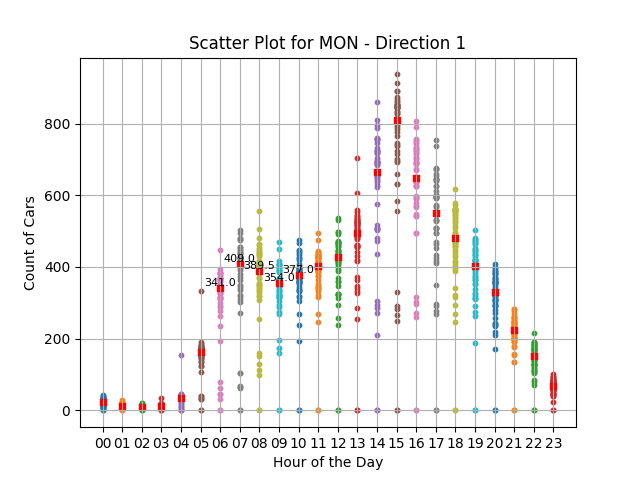 Scatter Plot for MON - Direction 1
Count of Cars
800
600
400
200
0
409.0
389.5
377.0
354.0
341.0
00 01 02 03 04 05 06 07 08 09 10 11 12 13 14 15 16 17 18 19 20 21 22 23
Hour of the Day